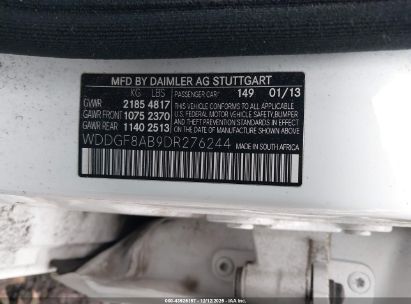 MFD BY DAIMLER AG STUTTGART
KG LBS PASSENGER CAR 149 01/13
GVWR 2185 4817
GAWR FRONT 1075 2370
GAWR REAR 1140 2513
THIS VEHICLE CONFORMS TO ALL APPLICABLE
U.S. FEDERAL MOTOR VEHICLE SAFETY, BUMPER
AND THEFT PREVENTION STANDARDS IN EFFECT
ON THE DATE OF MANUFACTURE SHOWN ABOVE
WDDGF8AB9DR276244
MADE IN SOUTH AFRICA